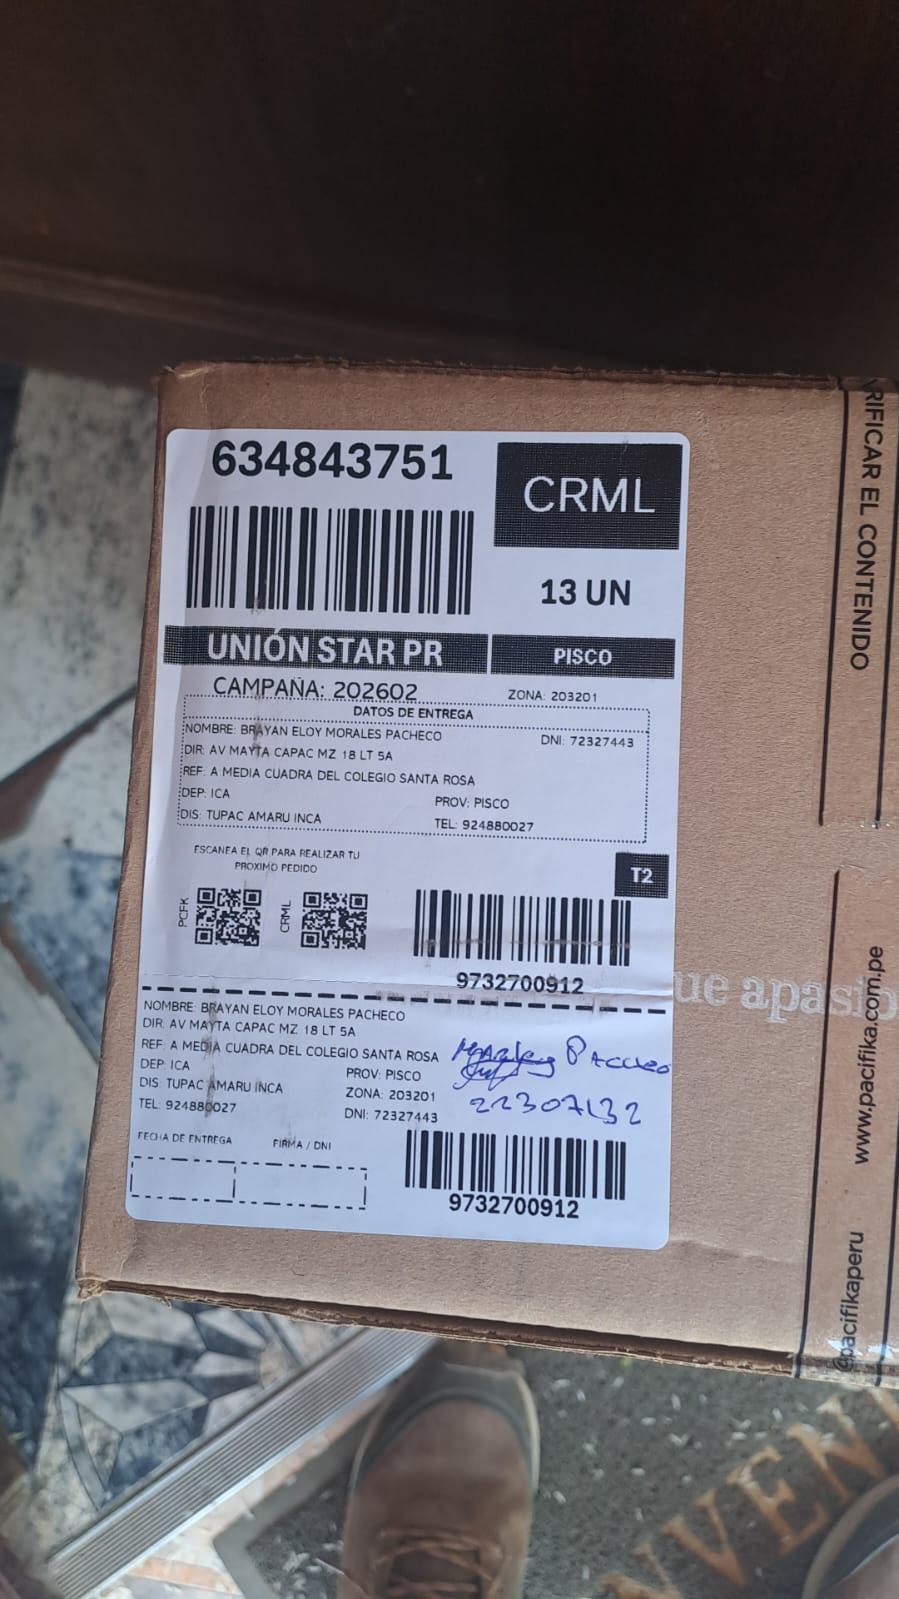 634843751
CRML
13 UN
UNIÓN STAR PR
PISCO
CAMPAÑA: 202602
ZONA: 203201
DATOS DE ENTREGA
NOMBRE: BRAYAN ELOY MORALES PACHECO
DNI: 72327443
DIR: AV MAYTA CAPAC MZ 18 LT 5A
REF: A MEDIA CUADRA DEL COLEGIO SANTA ROSA
DEP: ICA
PROV: PISCO
DIS: TUPAC AMARU INCA
TEL: 924880027
ESCANEA EL QR PARA REALIZAR TU
PROXIMO PEDIDO
T2
PCFK
CRML
9732700912
NOMBRE: BRAYAN ELOY MORALES PACHECO
DIR: AV MAYTA CAPAC MZ 18 LT 5A
REF: A MEDIA CUADRA DEL COLEGIO SANTA ROSA
DEP: ICA
PROV: PISCO
DIS: TUPAC AMARU INCA
ZONA: 203201
TEL: 924880027
DNI: 72327443
22307132
FECHA DE ENTREGA
FIRMA / DNI
9732700912
RIFICAR EL CONTENIDO
ue apasio
www.pacifika.com.pe
@pacifikaperu
NVEN